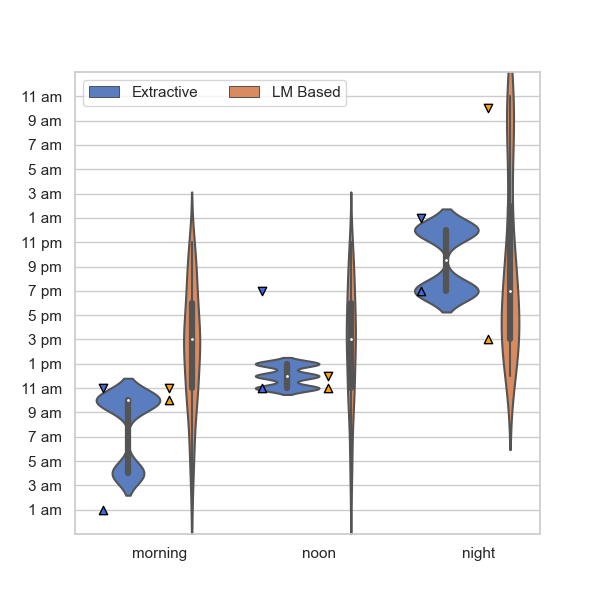 Extractive LM Based
11 am
9 am
7 am
5 am
3 am
1 am
11 pm
9 pm
7 pm
5 pm
3 pm
1 pm
11 am
9 am
7 am
5 am
3 am
1 am
morning noon night